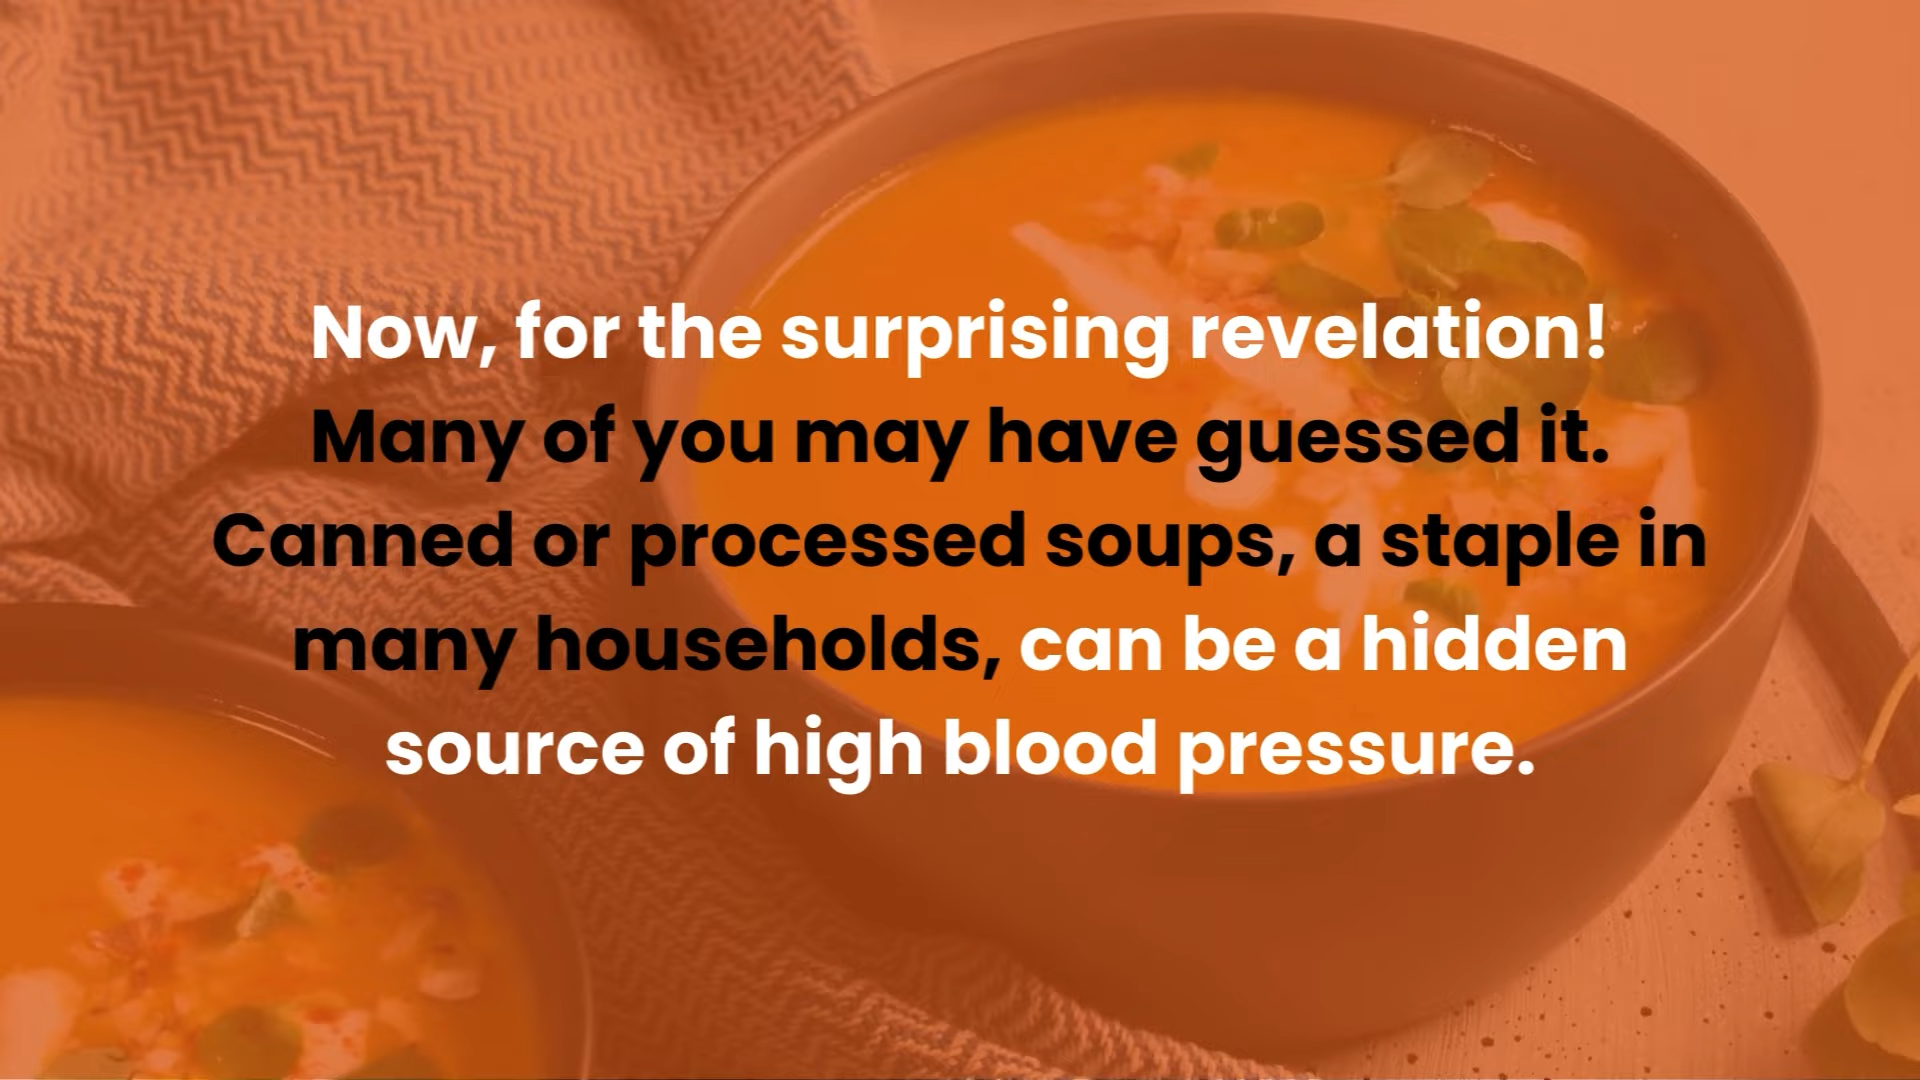 Now, for the surprising revelation!
Many of you may have guessed it.
Canned or processed soups, a staple in
many households, can be a hidden
source of high blood pressure.